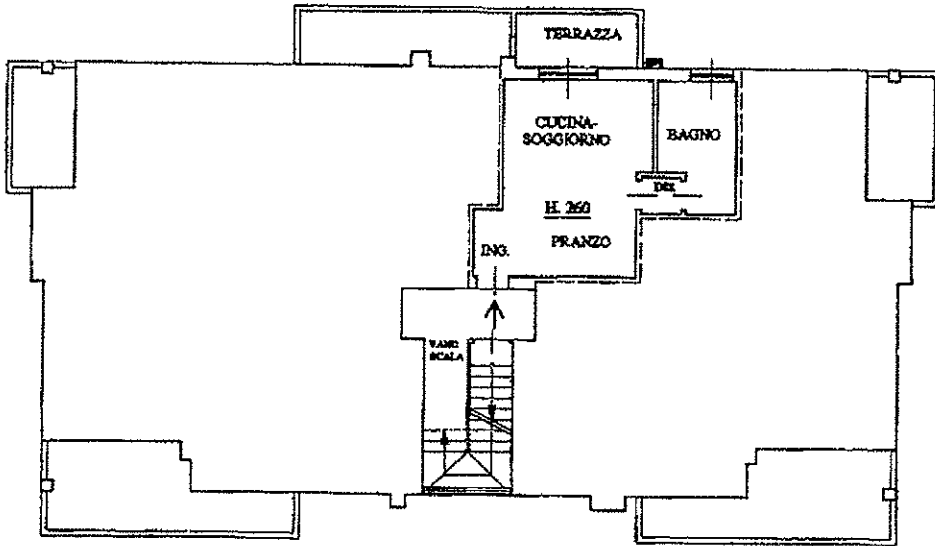 TERRAZZA
CUCINA-
SOGGIORNO
BAGNO
DIS.
H. 260
PRANZO
ING.
VANO
SCALA